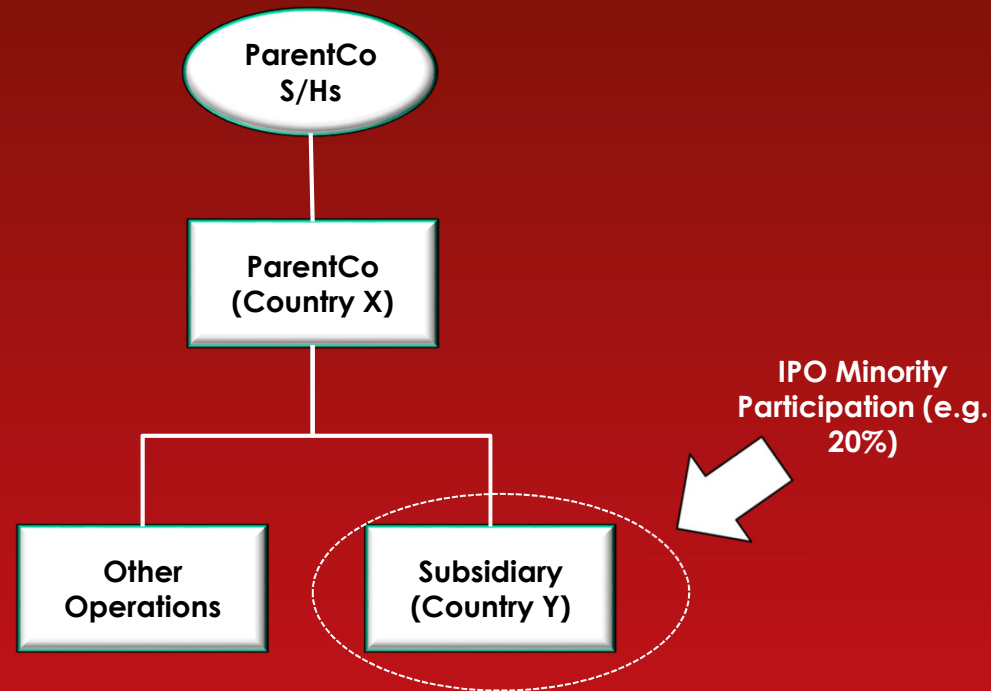 ParentCo
S/Hs
ParentCo
(Country X)
IPO Minority
Participation (e.g.
20%)
Other
Operations
Subsidiary
(Country Y)